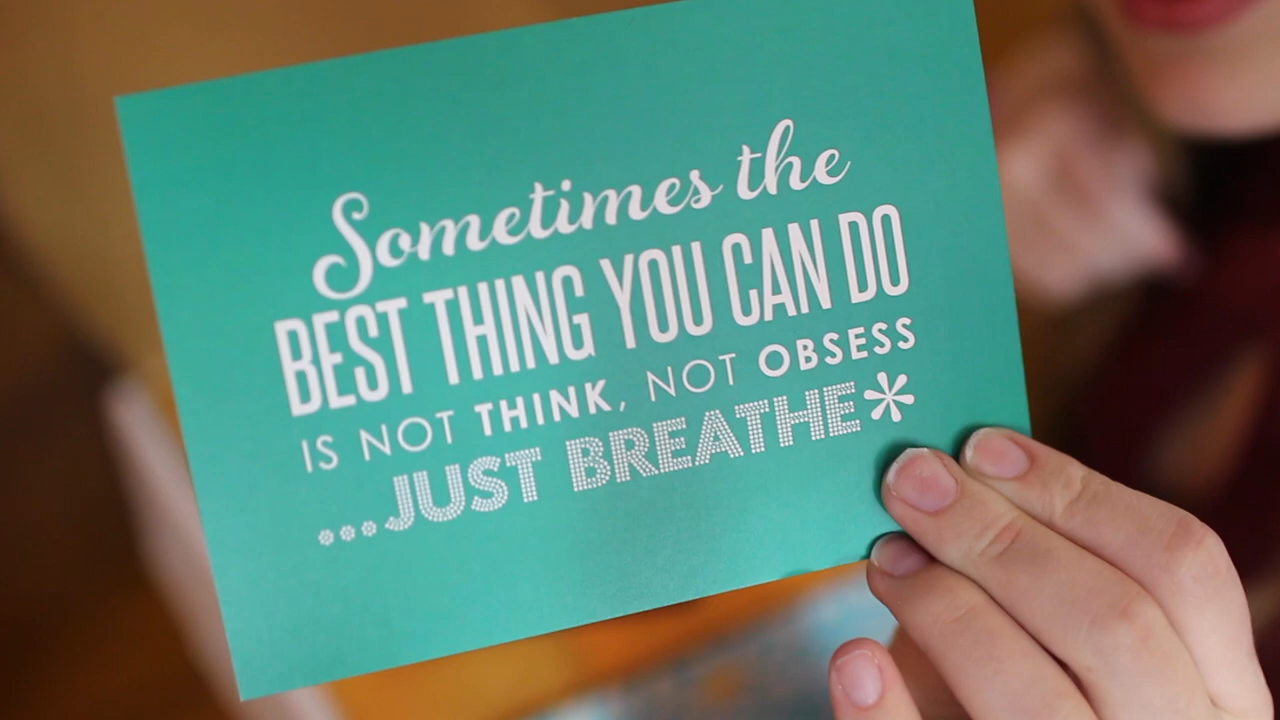 Sometimes the
BEST THING YOU CAN DO
IS NOT THINK, NOT OBSESS
...JUST BREATHE*